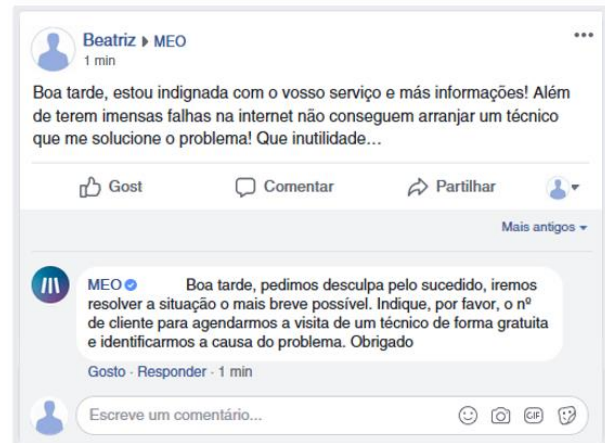 Beatriz ▸ MEO
1 min
Boa tarde, estou indignada com o vosso serviço e más informações! Além
de terem imensas falhas na internet não conseguem arranjar um técnico
que me solucione o problema! Que inutilidade…
Gost Comentar Partilhar
Mais antigos
MEO Boa tarde, pedimos desculpa pelo sucedido, iremos
resolver a situação o mais breve possível. Indique, por favor, o nº
de cliente para agendarmos a visita de um técnico de forma gratuita
e identificarmos a causa do problema. Obrigado
Gosto · Responder · 1 min
Escreve um comentário... GIF